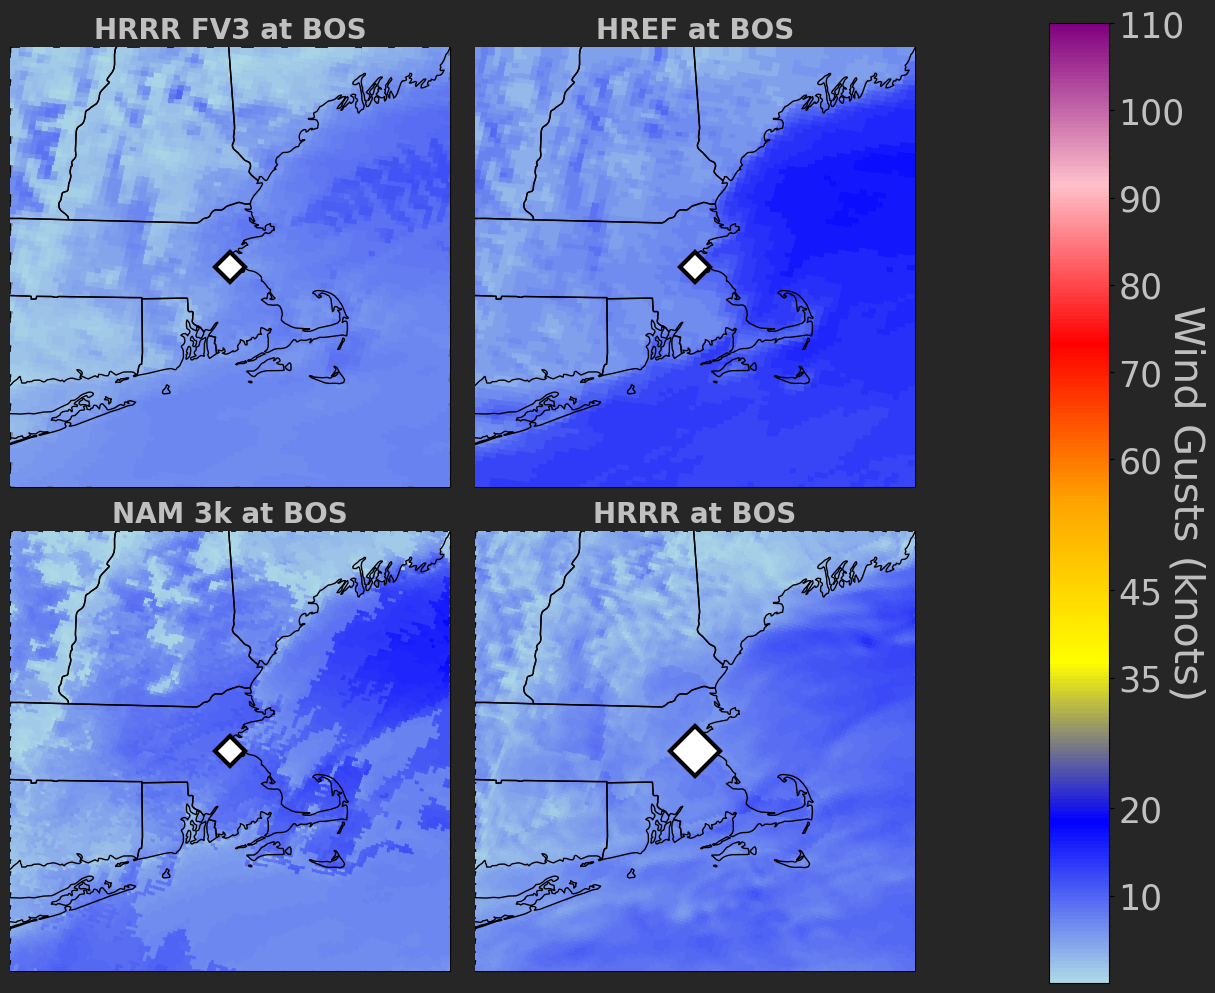 HRRR FV3 at BOS
HREF at BOS
NAM 3k at BOS
HRRR at BOS
110
100
90
80
70
60
45
35
20
10
Wind Gusts (knots)